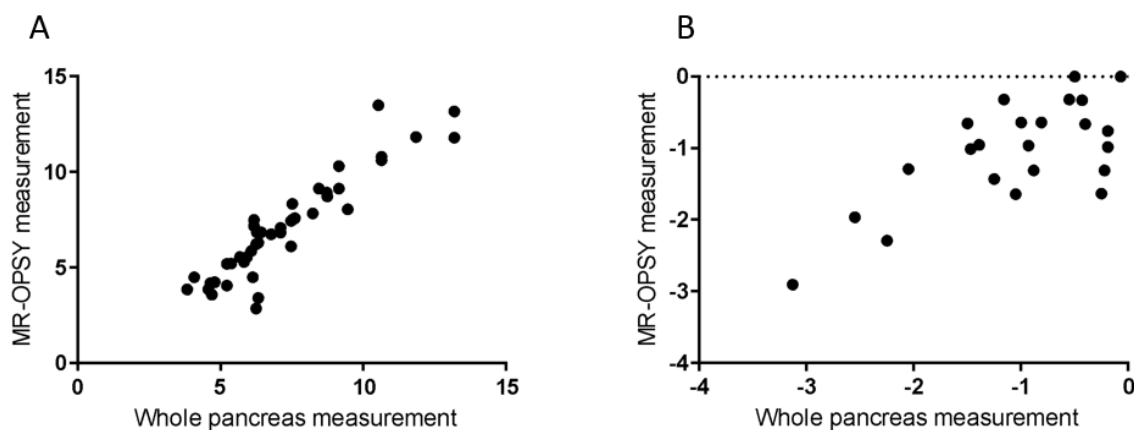 A
B
MR-OPSY measurement
15
10
5
0
0 5 10 15
Whole pancreas measurement
MR-OPSY measurement
0
-1
-2
-3
-4
-4 -3 -2 -1 0
Whole pancreas measurement